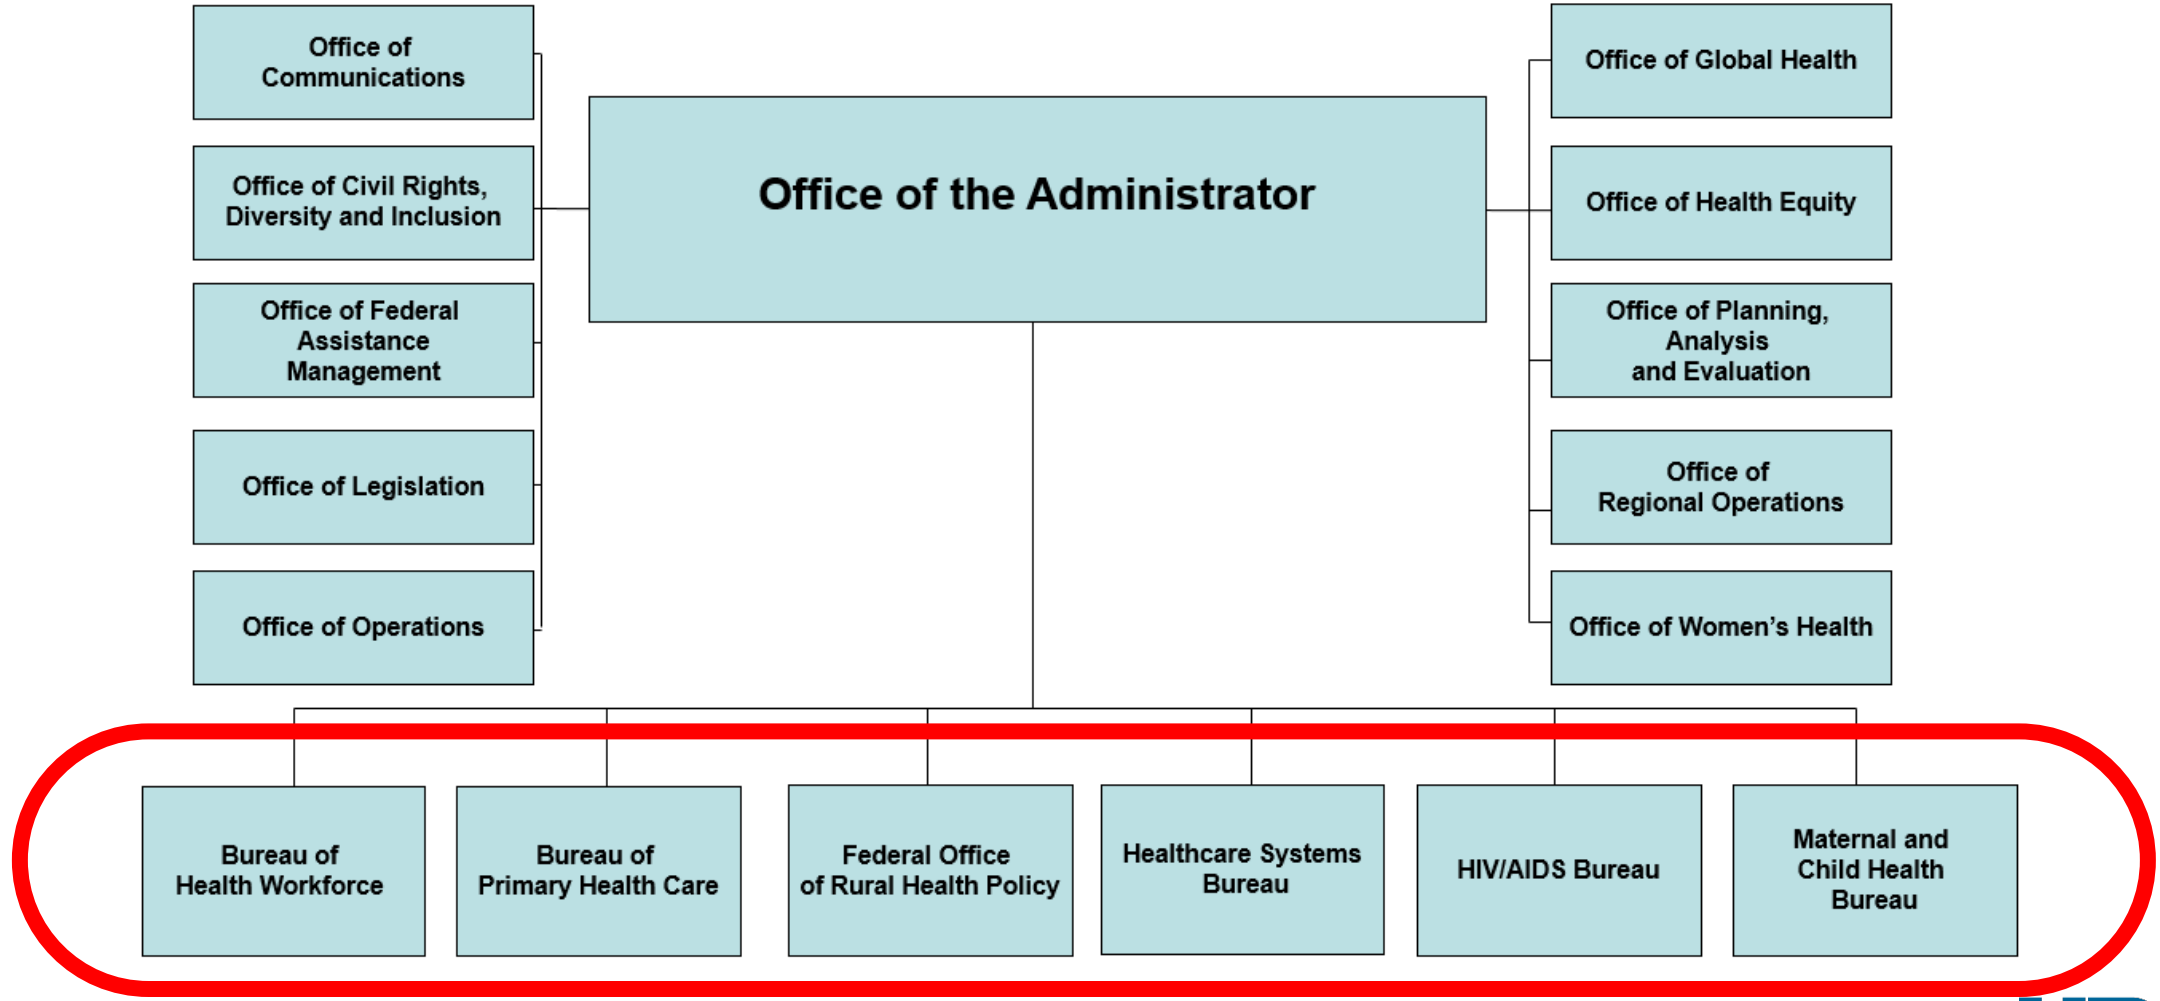 Office of
Communications
Office of Civil Rights,
Diversity and Inclusion
Office of Federal
Assistance
Management
Office of Legislation
Office of Operations
Office of the Administrator
Office of Global Health
Office of Health Equity
Office of Planning,
Analysis
and Evaluation
Office of
Regional Operations
Office of Women’s Health
Bureau of
Health Workforce
Bureau of
Primary Health Care
Federal Office
of Rural Health Policy
Healthcare Systems
Bureau
HIV/AIDS Bureau
Maternal and
Child Health
Bureau